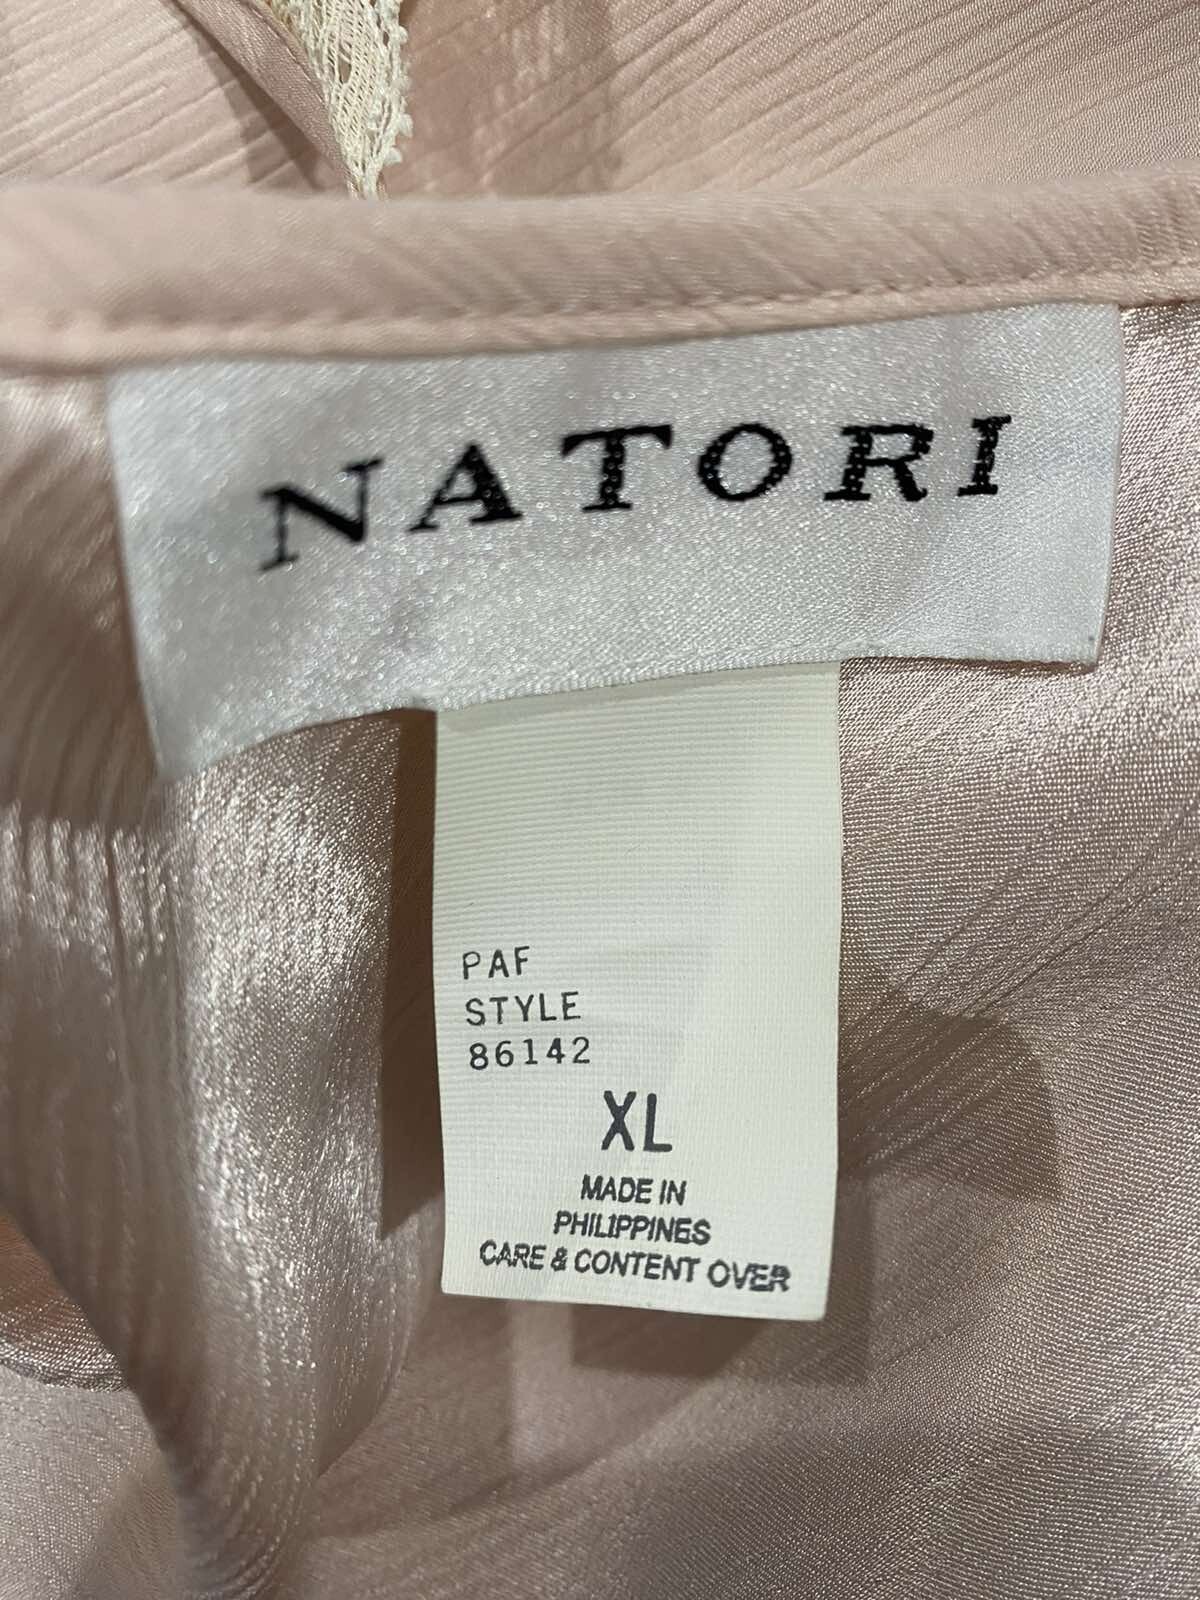 NATORI
PAF
STYLE
86142
XL
MADE IN
PHILIPPINES
CARE & CONTENT OVER